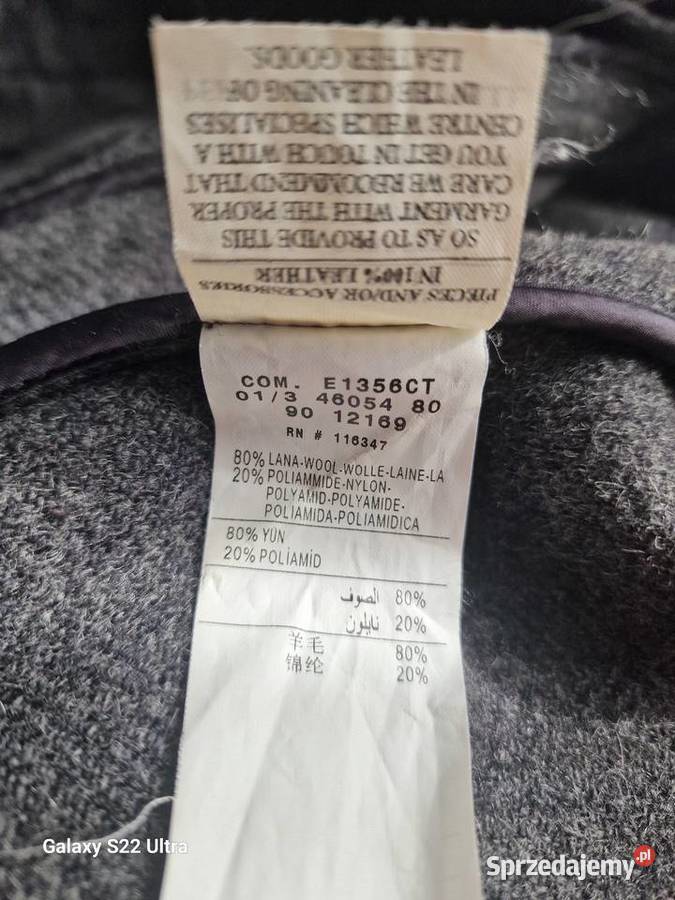 PIECES AND/OR ACCESSORIES
IN 100% LEATHER
SO AS TO PROVIDE THIS
GARMENT WITH THE PROPER
CARE WE RECOMMEND THAT
YOU GET IN TOUCH WITH A
CENTRE WHICH SPECIALISES
IN THE CLEANING OF
LEATHER GOODS.
COM. E1356CT
01/3 46054 80
90 12169
RN # 116347
80% LANA-WOOL-WOLLE-LAINE-LA
20% POLIAMMIDE-NYLON-
POLYAMID-POLYAMIDE-
POLIAMIDA-POLIAMIDICA
80% YÜN
20% POLİAMİD
80% الصوف
20% نايلون
羊毛 80%
锦纶 20%
Galaxy S22 Ultra
Sprzedajemy.pl